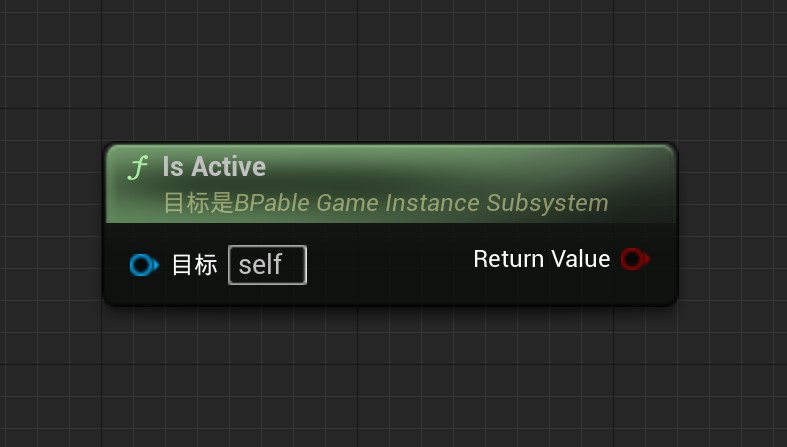 f Is Active
目标是BPable Game Instance Subsystem
目标 self Return Value